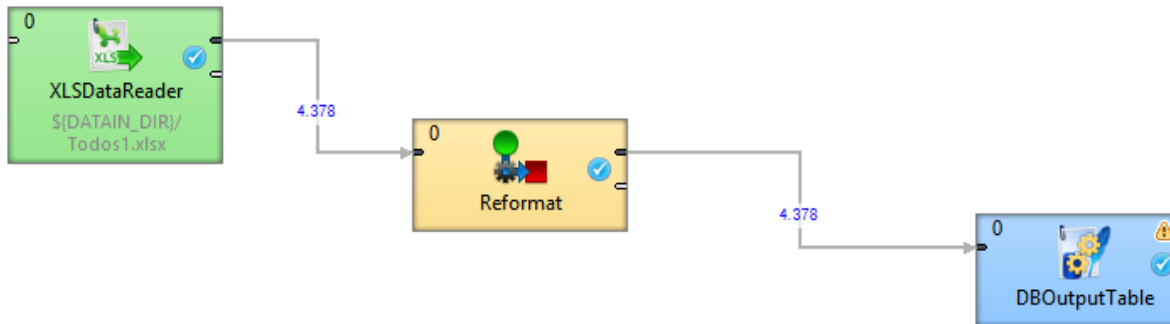 0
XLS
XLSDataReader
${DATAIN_DIR}/
Todos1.xlsx
4.378
0
Reformat
4.378
0
DBOutputTable